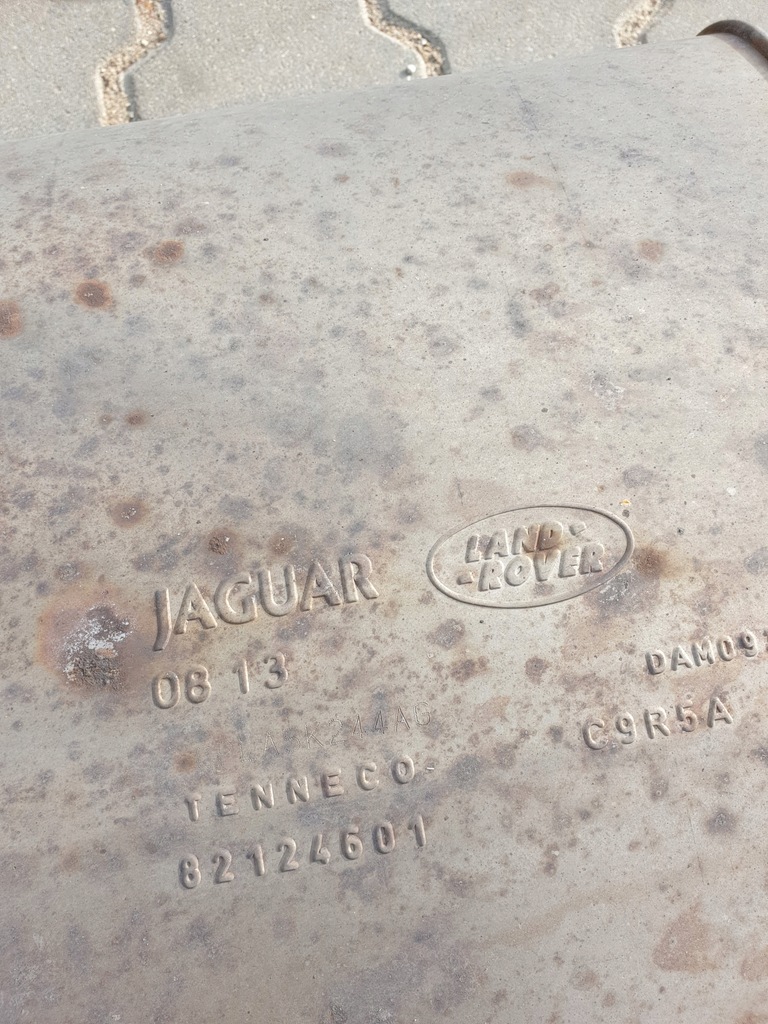 JAGUAR
LAND-
-ROVER
08 13
DAM09
C9R5A
TENNECO-
82124601